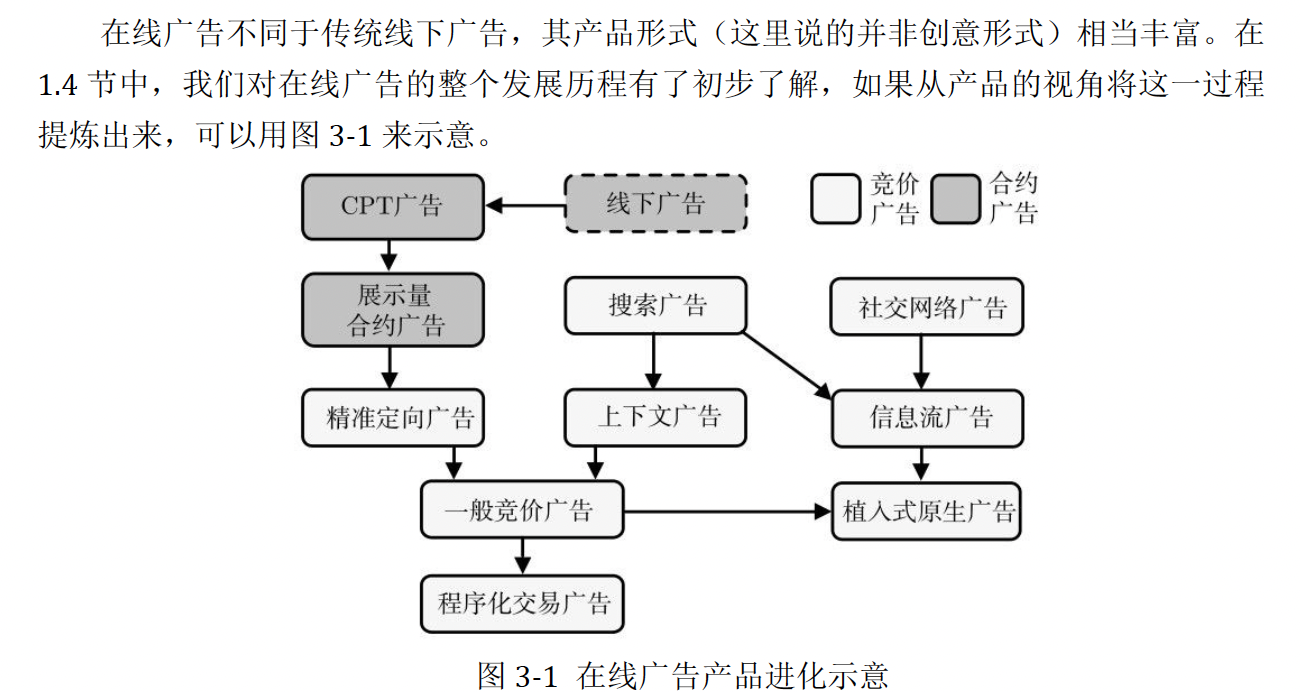 在线广告不同于传统线下广告，其产品形式（这里说的并非创意形式）相当丰富。在
1.4 节中，我们对在线广告的整个发展历程有了初步了解，如果从产品的视角将这一过程
提炼出来，可以用图 3-1 来示意。
CPT广告
线下广告
竞价
广告
合约
广告
展示量
合约广告
搜索广告
社交网络广告
精准定向广告
上下文广告
信息流广告
一般竞价广告
植入式原生广告
程序化交易广告
图 3-1 在线广告产品进化示意